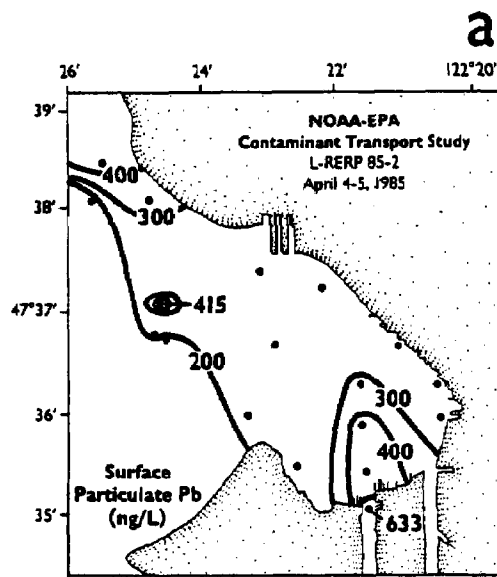 a
26' 24' 22' 122°20'
39'
NOAA-EPA
Contaminant Transport Study
L-RERP 85-2
April 4-5, 1985
400
38'
300
47°37'
415
200
300
36'
400
Surface
Particulate Pb
(ng/L)
35'
633